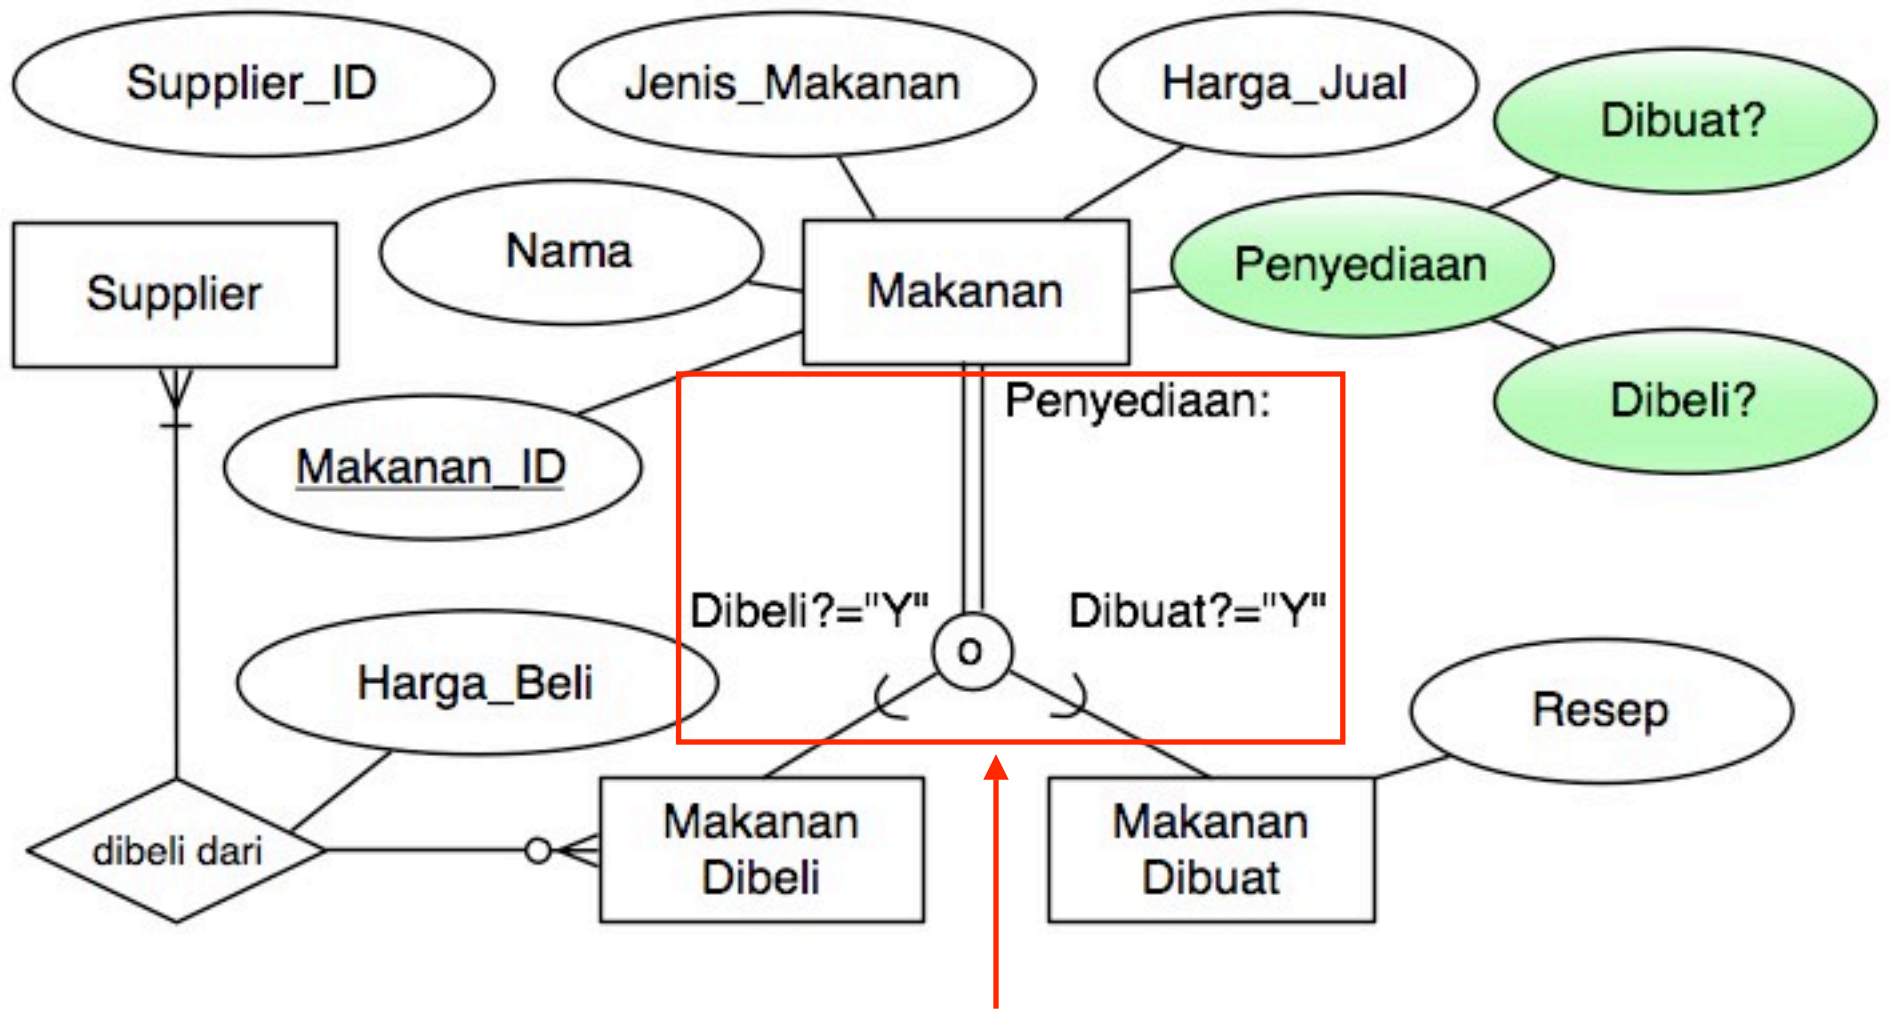 Supplier_ID
Jenis_Makanan
Harga_Jual
Dibuat?
Nama
Supplier
Makanan
Penyediaan
Penyediaan:
Dibeli?
Makanan_ID
Dibeli?="Y"
Dibuat?="Y"
o
Harga_Beli
Resep
dibeli dari
Makanan
Dibeli
Makanan
Dibuat